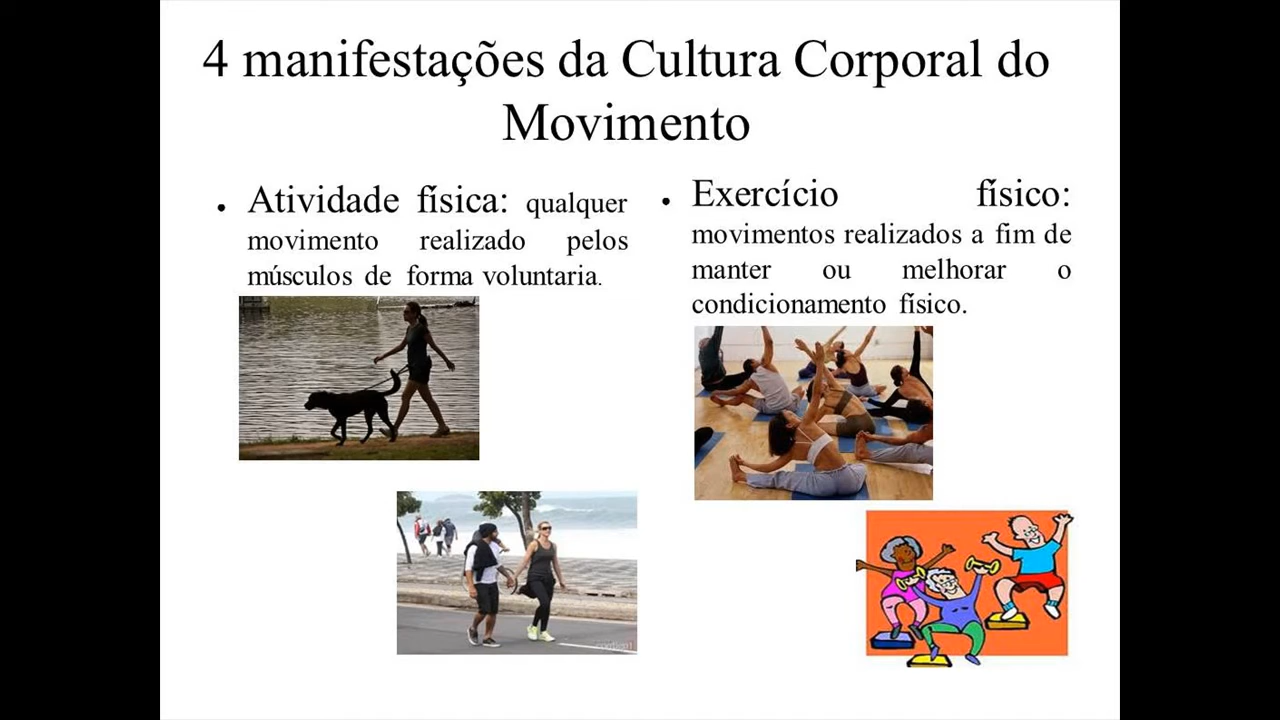 4 manifestações da Cultura Corporal do
Movimento
• Atividade física: qualquer
movimento realizado pelos
músculos de forma voluntaria.
• Exercício físico:
movimentos realizados a fim de
manter ou melhorar o
condicionamento físico.